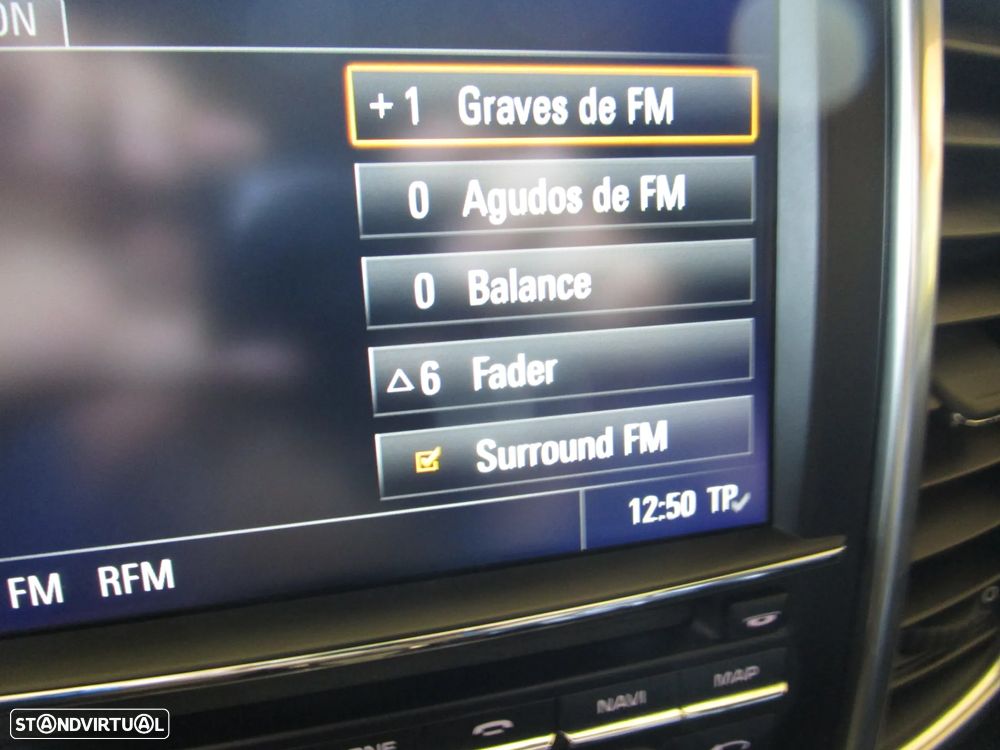 ON
+1 Graves de FM
0 Agudos de FM
0 Balance
△6 Fader
Surround FM
12:50 TP
FM RFM
MAP
NAVI
STANDVIRTUAL